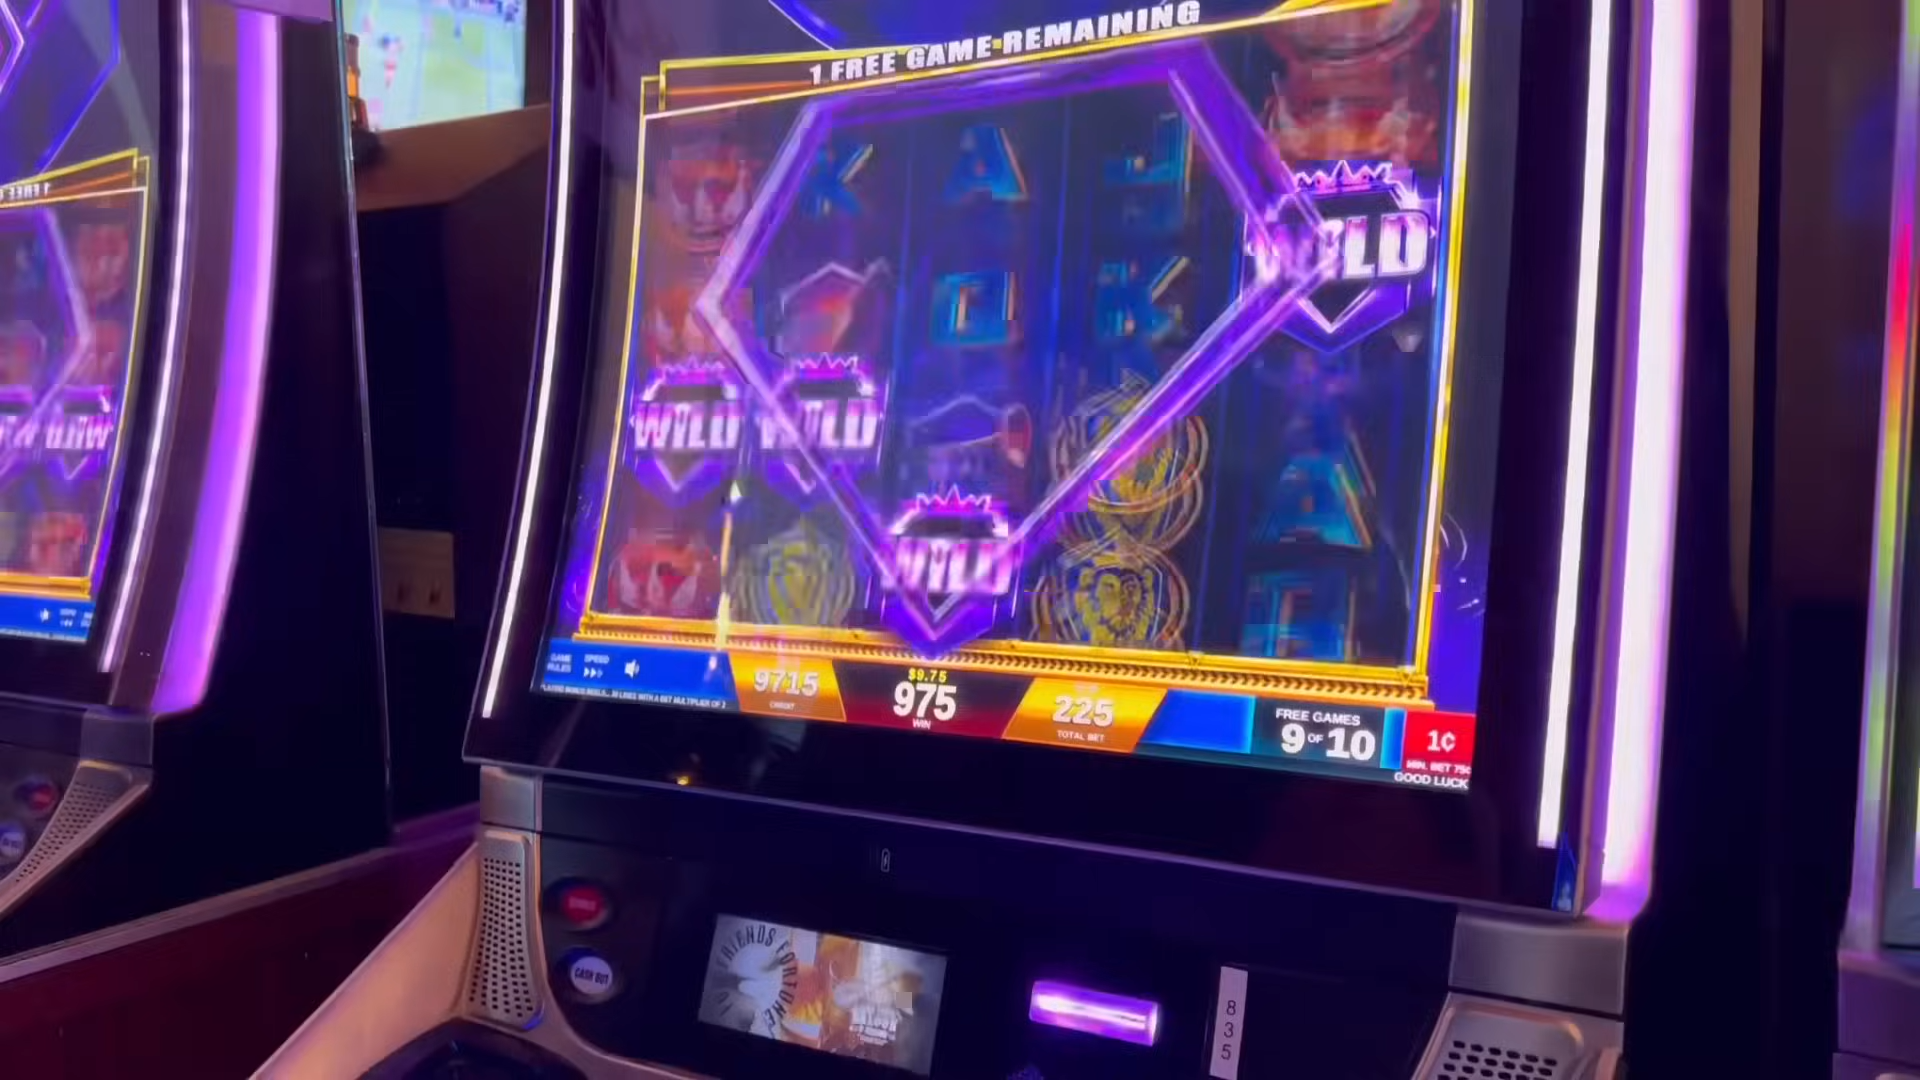 1 FREE GAME REMAINING
K
A
J
WILD
K
WILD
WILD
A
WILD
GAME RULES
SPEED
9715
CREDIT
$9.75
975
WIN
225
TOTAL BET
FREE GAMES
9 OF 10
1¢
MIN. BET 75¢
GOOD LUCK
CASH OUT
835